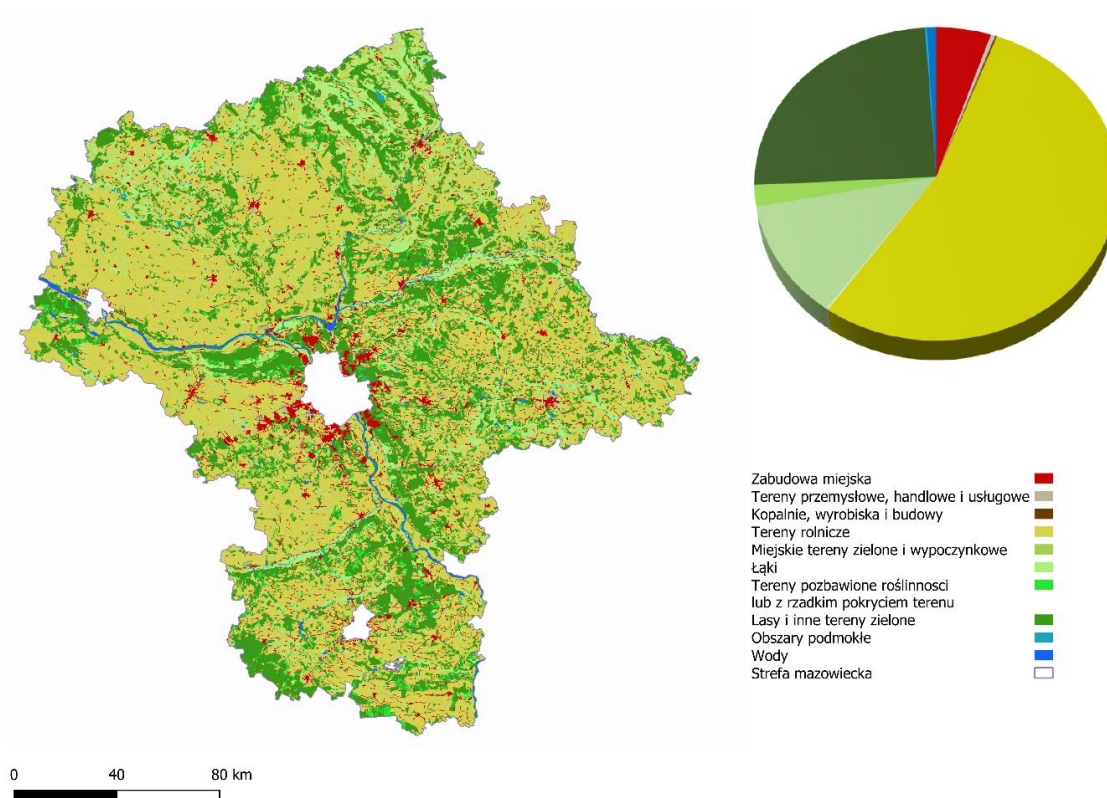 Zabudowa miejska
Tereny przemysłowe, handlowe i usługowe
Kopalnie, wyrobiska i budowy
Tereny rolnicze
Miejskie tereny zielone i wypoczynkowe
Łąki
Tereny pozbawione roślinnosci
lub z rzadkim pokryciem terenu
Lasy i inne tereny zielone
Obszary podmokłe
Wody
Strefa mazowiecka
0 40 80 km